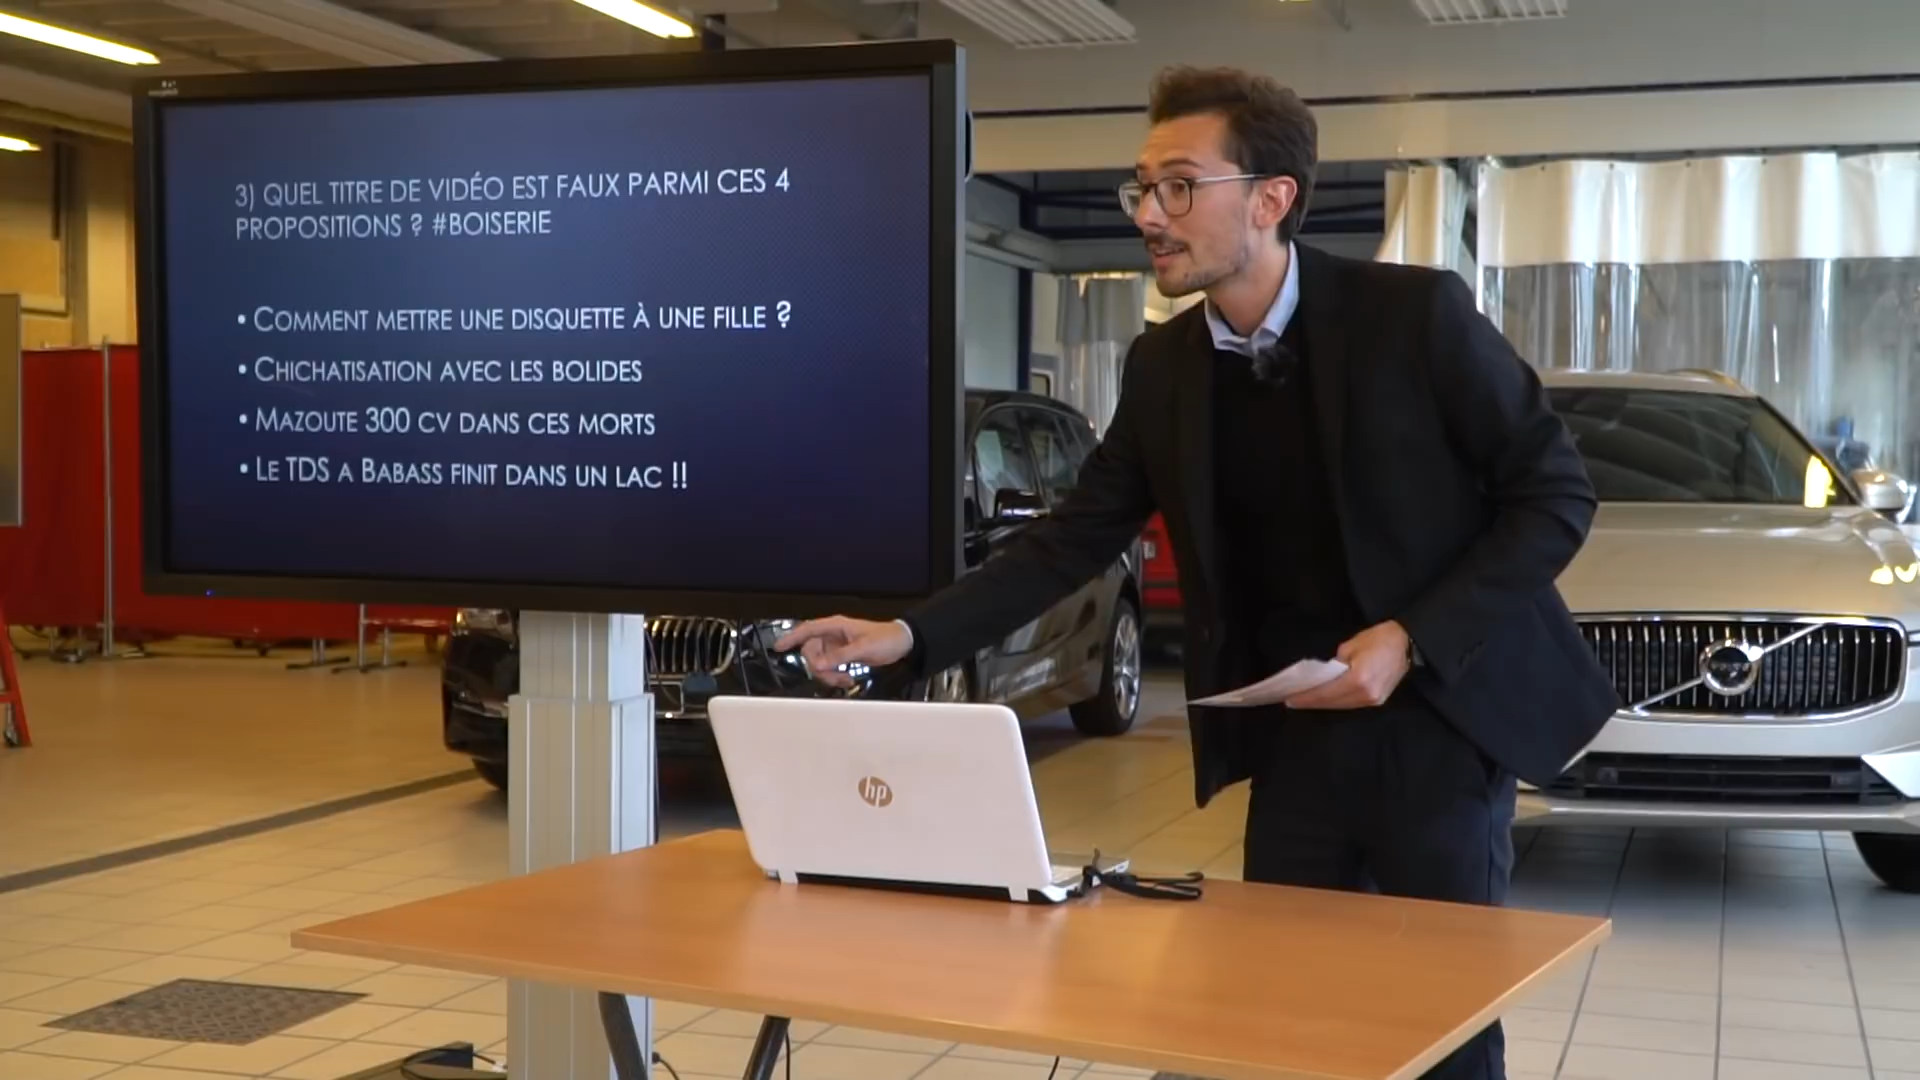 3) QUEL TITRE DE VIDÉO EST FAUX PARMI CES 4
PROPOSITIONS ? #BOISERIE
• COMMENT METTRE UNE DISQUETTE À UNE FILLE ?
• CHICHATISATION AVEC LES BOLIDES
• MAZOUTE 300 CV DANS CES MORTS
• LE TDS A BABASS FINIT DANS UN LAC !!
hp
VOLVO